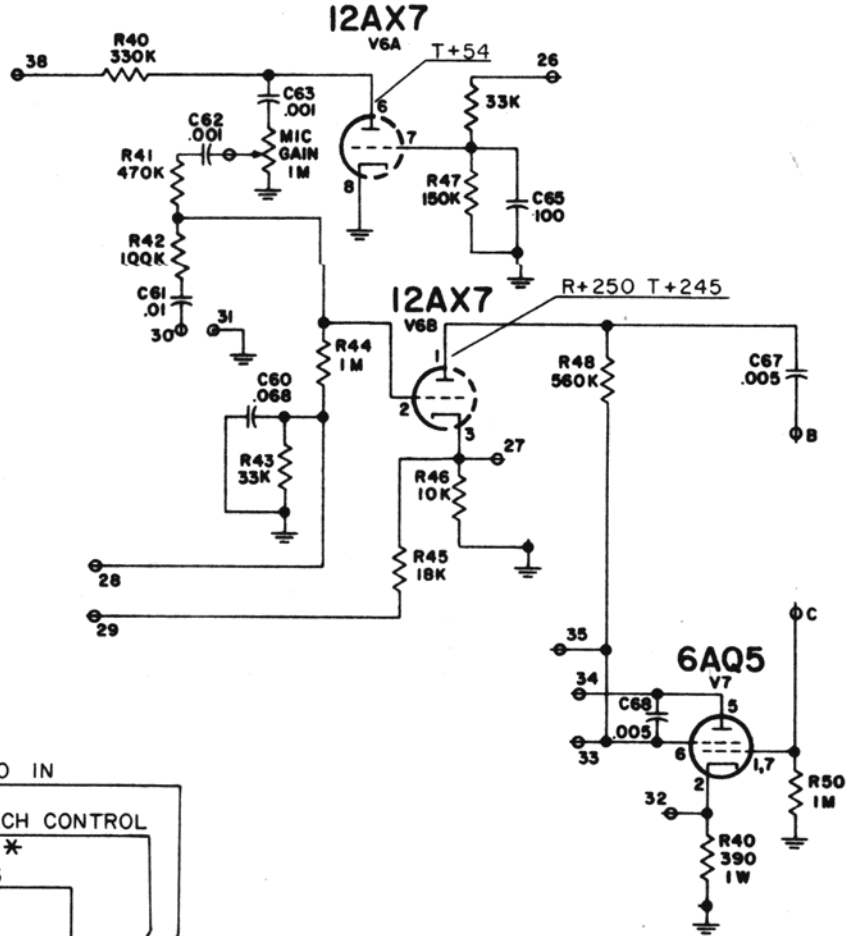 12AX7
V6A
T+54
R40
330K
38
26
C63
.001
6
33K
C62
.001
MIC
GAIN
1M
7
R41
470K
R47
150K
8
C65
100
R42
100K
C61
.01
30
31
12AX7
V6B
R+250 T+245
R44
1M
1
R48
560K
C67
.005
C60
.068
2
3
B
27
R43
33K
R46
10K
R45
18K
28
29
C
35
6AQ5
V7
34
C68
.005
5
33
6
1,7
2
R50
1M
32
R40
390
1W
O IN
CH CONTROL
*